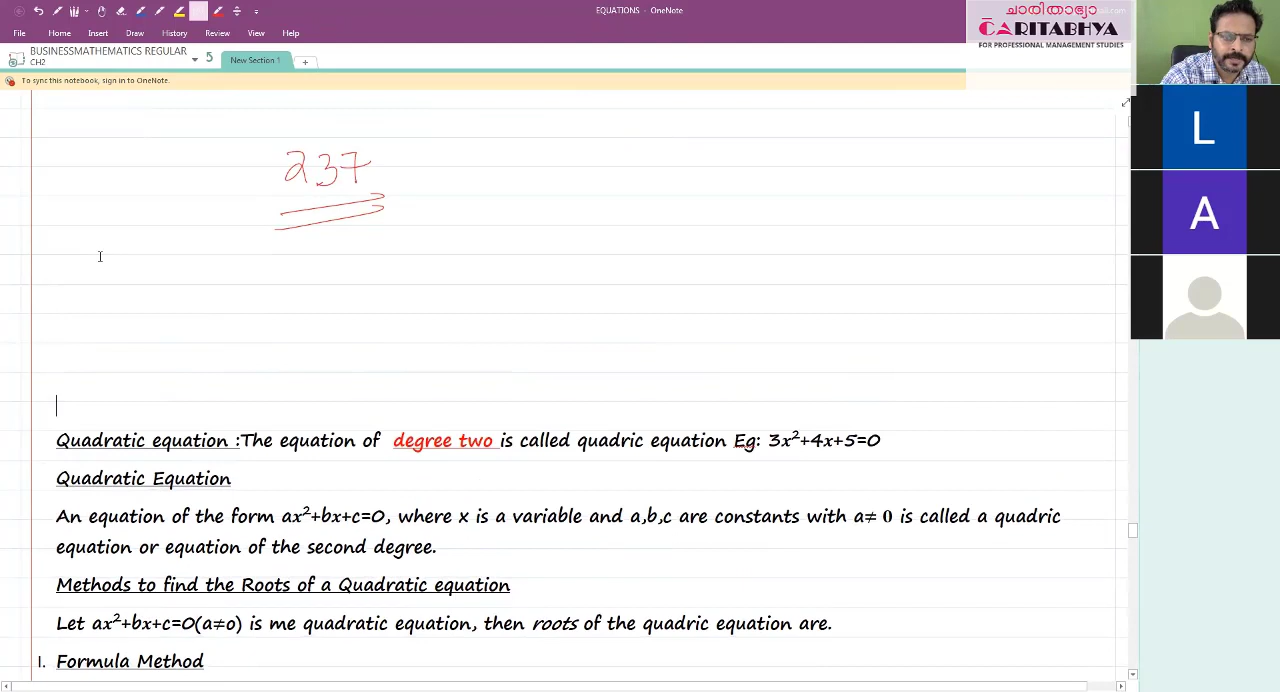 EQUATIONS - OneNote
ചാരിതാഭ്യാ
CARITABHYA
FOR PROFESSIONAL MANAGEMENT STUDIES
File Home Insert Draw History Review View Help
BUSINESSMATHEMATICS REGULAR
CH2
New Section 1
To sync this notebook, sign in to OneNote.
237
L
A
Quadratic equation :The equation of degree two is called quadric equation Eg: 3x²+4x+5=0
Quadratic Equation
An equation of the form ax²+bx+c=0, where x is a variable and a,b,c are constants with a≠ 0 is called a quadric
equation or equation of the second degree.
Methods to find the Roots of a Quadratic equation
Let ax²+bx+c=0(a≠o) is me quadratic equation, then roots of the quadric equation are.
I. Formula Method